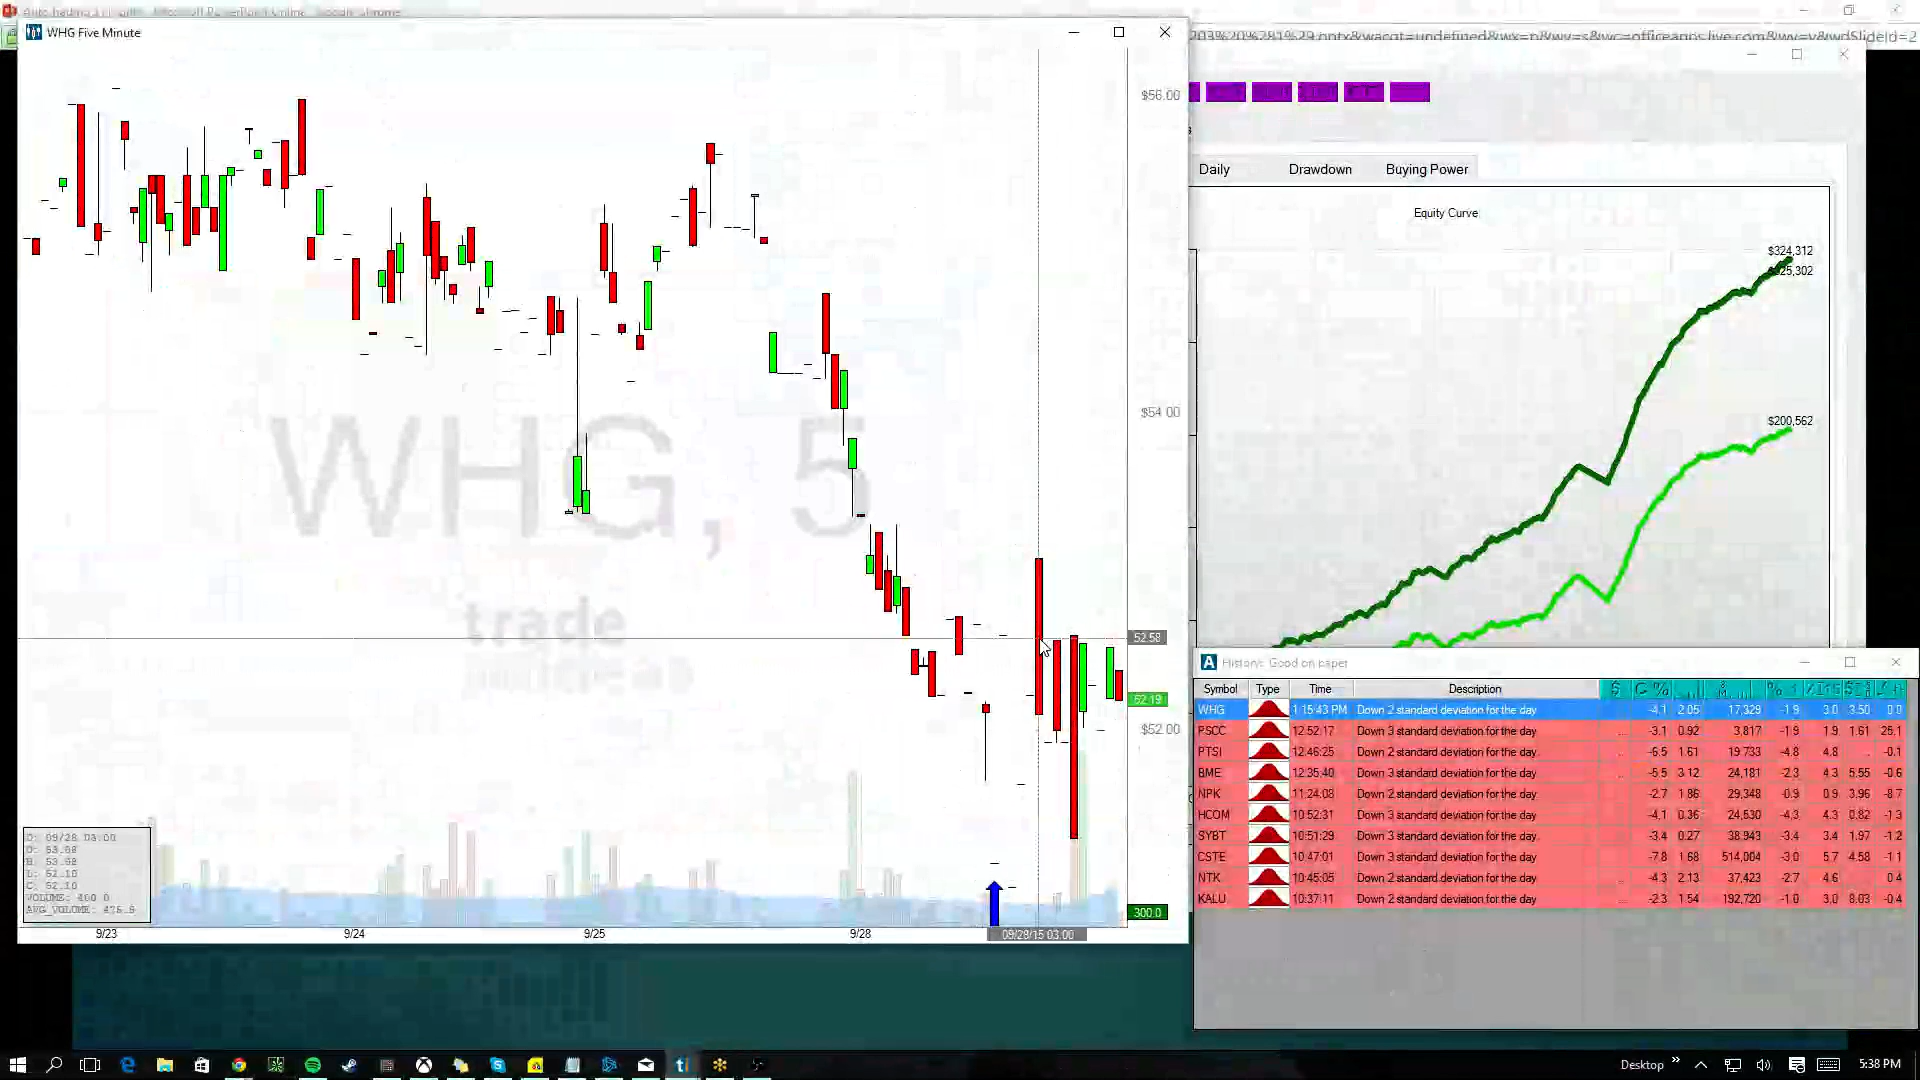 WHG Five Minute
$56.00
$54.00
52.58
52.19
$52.00
300.0
WHG, 5
trade
9/23
9/24
9/25
9/28
09/28/15 03:00
VOLUME: 400.0
Daily
Drawdown
Buying Power
Equity Curve
$324,312
$325,302
$200,562
History: Good on paper
Symbol Type Time Description
WHG 1:15:43 PM Down 2 standard deviation for the day -4.1 2.05 17,329 -1.9 3.0 3.50 0.0
PSCC 12:52:17 Down 3 standard deviation for the day -3.1 0.92 3,817 -1.9 1.9 1.61 26.1
PTSI 12:46:25 Down 2 standard deviation for the day -6.5 1.61 19,733 -4.8 4.8 -0.1
BME 12:35:40 Down 3 standard deviation for the day -5.5 3.12 24,181 -2.3 4.3 5.55 -0.6
NPK 11:24:08 Down 2 standard deviation for the day -2.7 1.86 29,348 -0.9 0.9 3.96 -8.7
HCOM 10:52:31 Down 3 standard deviation for the day -4.1 0.36 24,530 -4.3 4.3 0.82 -1.3
SYBT 10:51:29 Down 3 standard deviation for the day -3.4 0.27 38,943 -3.4 3.4 1.97 -1.2
CSTE 10:47:01 Down 3 standard deviation for the day -7.8 1.68 514,004 -3.0 5.7 4.58 -1.1
NTK 10:45:05 Down 2 standard deviation for the day -4.3 2.13 37,423 -2.7 4.6 0.4
KALU 10:37:11 Down 2 standard deviation for the day -2.3 1.54 192,720 -1.0 3.0 8.03 -0.4
Desktop
5:38 PM